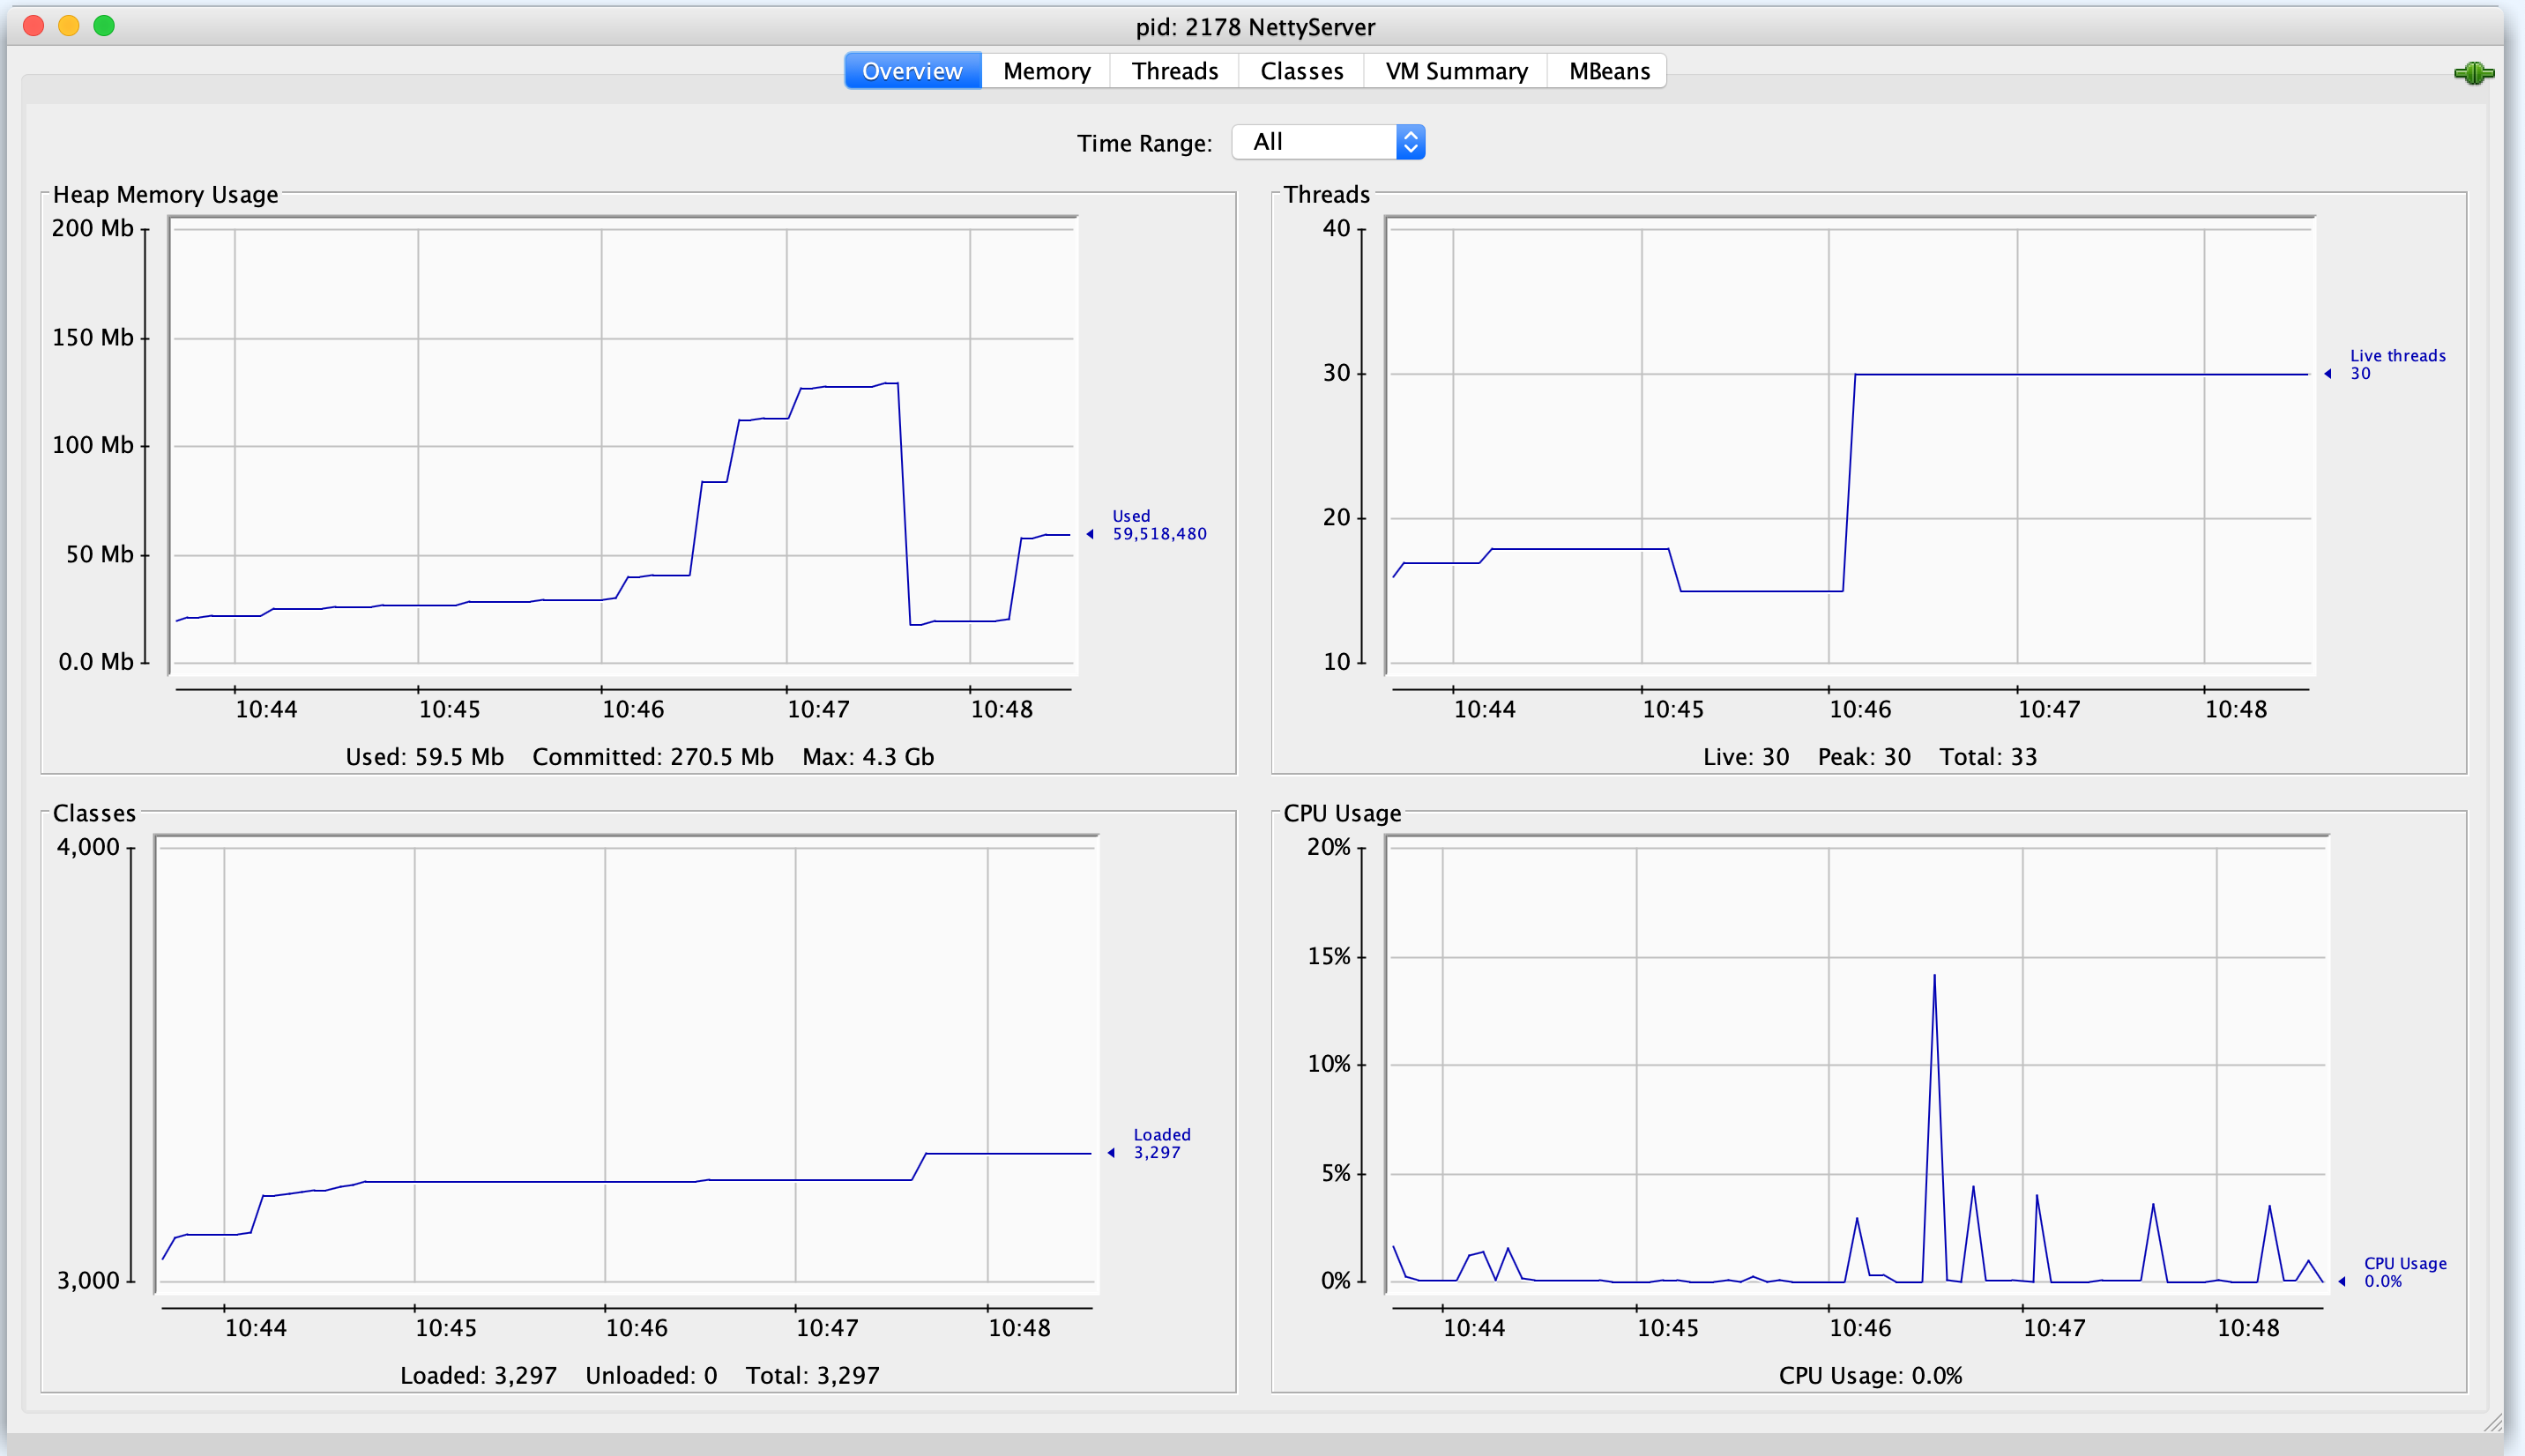 pid: 2178 NettyServer
Overview Memory Threads Classes VM Summary MBeans
Time Range: All
Heap Memory Usage
200 Mb
150 Mb
100 Mb
50 Mb
0.0 Mb
Used
59,518,480
10:44 10:45 10:46 10:47 10:48
Used: 59.5 Mb Committed: 270.5 Mb Max: 4.3 Gb
Threads
40
30
20
10
Live threads
30
10:44 10:45 10:46 10:47 10:48
Live: 30 Peak: 30 Total: 33
Classes
4,000
3,000
Loaded
3,297
10:44 10:45 10:46 10:47 10:48
Loaded: 3,297 Unloaded: 0 Total: 3,297
CPU Usage
20%
15%
10%
5%
0%
CPU Usage
0.0%
10:44 10:45 10:46 10:47 10:48
CPU Usage: 0.0%